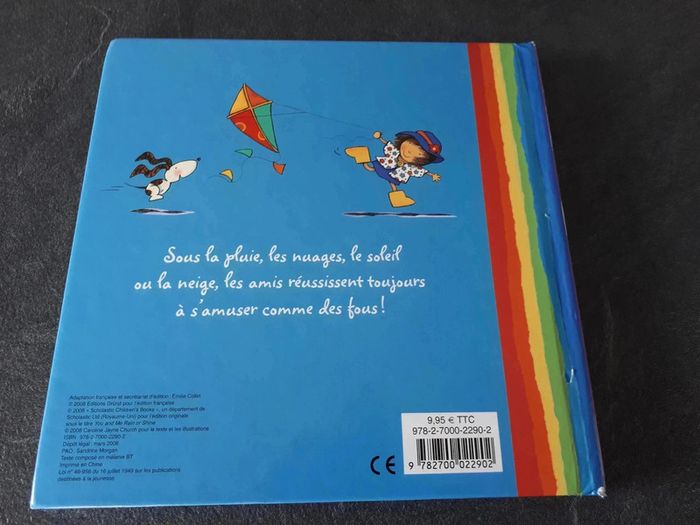 Sous la pluie, les nuages, le soleil
ou la neige, les amis réussissent toujours
à s'amuser comme des fous !
Adaptation française et secrétariat d'édition : Émilie Collet
© 2008 Éditions Gründ pour l'édition française
© 2008 « Scholastic Children's Books », un département de
Scholastic Ltd (Royaume-Uni) pour l'édition originale
sous le titre You and Me Rain or Shine
© 2008 Caroline Jayne Church pour le texte et les illustrations
ISBN : 978-2-7000-2290-2
Dépôt légal : mars 2008
PAO : Sandrine Morgan
Texte composé en mélanie BT
Imprimé en Chine
Loi n° 49-956 du 16 juillet 1949 sur les publications
destinées à la jeunesse
CE
9,95 € TTC
978-2-7000-2290-2
9 782700 022902